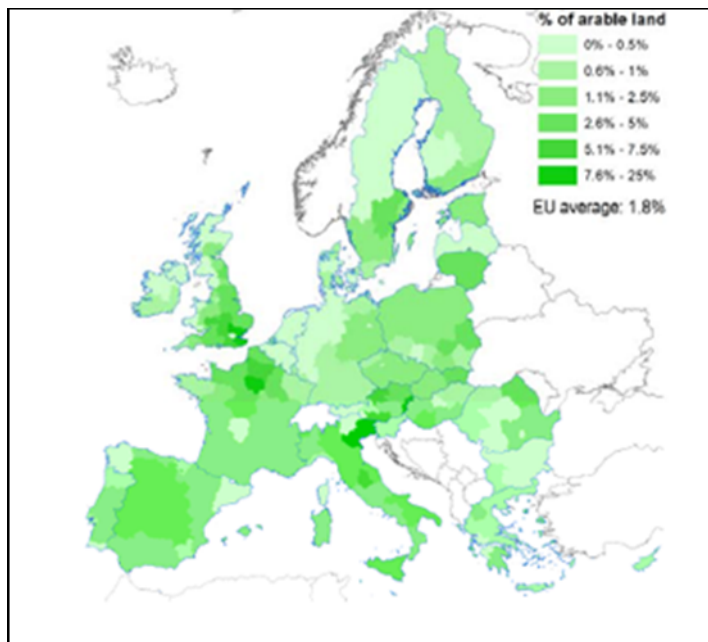 % of arable land
0% - 0.5%
0.6% - 1%
1.1% - 2.5%
2.6% - 5%
5.1% - 7.5%
7.6% - 25%
EU average: 1.8%